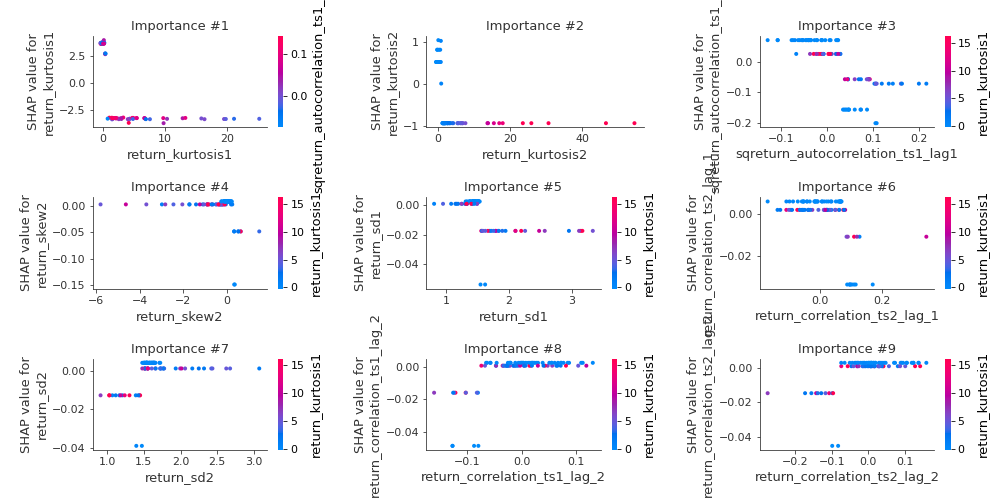 Importance #1
SHAP value for
return_kurtosis1
2.5
0.0
−2.5
0
10
20
return_kurtosis1
0.1
0.0
sqreturn_autocorrelation_ts1_
Importance #2
SHAP value for
return_kurtosis2
1
0
−1
0
20
40
return_kurtosis2
Importance #3
SHAP value for
sqreturn_autocorrelation_ts1_lag1
0.0
−0.1
−0.2
−0.1
0.0
0.1
0.2
sqreturn_autocorrelation_ts1_lag1
15
10
5
0
return_kurtosis1
Importance #4
SHAP value for
return_skew2
0.00
−0.05
−0.10
−0.15
−6
−4
−2
0
return_skew2
15
10
5
0
return_kurtosis1
Importance #5
SHAP value for
return_sd1
0.00
−0.02
−0.04
1
2
3
return_sd1
15
10
5
0
return_kurtosis1
Importance #6
SHAP value for
return_correlation_ts2_lag_1
0.00
−0.02
0.0
0.2
return_correlation_ts2_lag_1
15
10
5
0
return_kurtosis1
Importance #7
SHAP value for
return_sd2
0.00
−0.02
−0.04
1.0
1.5
2.0
2.5
3.0
return_sd2
15
10
5
0
return_kurtosis1
Importance #8
SHAP value for
return_correlation_ts1_lag_2
0.00
−0.02
−0.04
−0.1
0.0
0.1
return_correlation_ts1_lag_2
15
10
5
0
return_kurtosis1
Importance #9
SHAP value for
return_correlation_ts2_lag_2
0.00
−0.02
−0.04
−0.2
−0.1
0.0
0.1
return_correlation_ts2_lag_2
15
10
5
0
return_kurtosis1